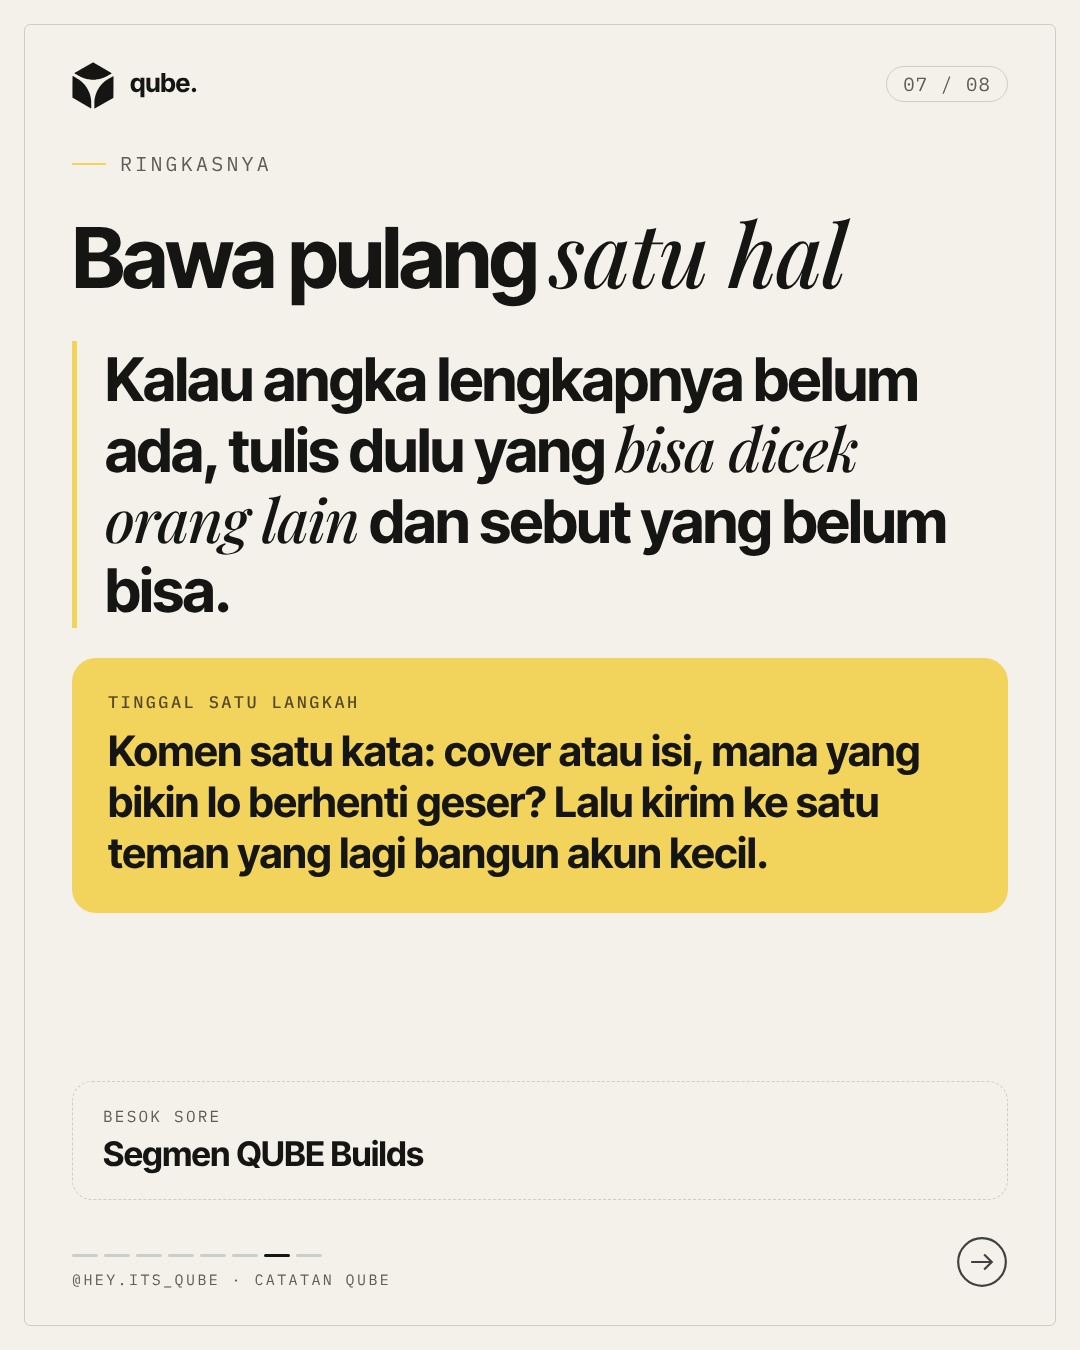 qube.
07 / 08
RINGKASNYA
Bawa pulang satu hal
Kalau angka lengkapnya belum
ada, tulis dulu yang bisa dicek
orang lain dan sebut yang belum
bisa.
TINGGAL SATU LANGKAH
Komen satu kata: cover atau isi, mana yang
bikin lo berhenti geser? Lalu kirim ke satu
teman yang lagi bangun akun kecil.
BESOK SORE
Segmen QUBE Builds
@HEY.ITS_QUBE · CATATAN QUBE